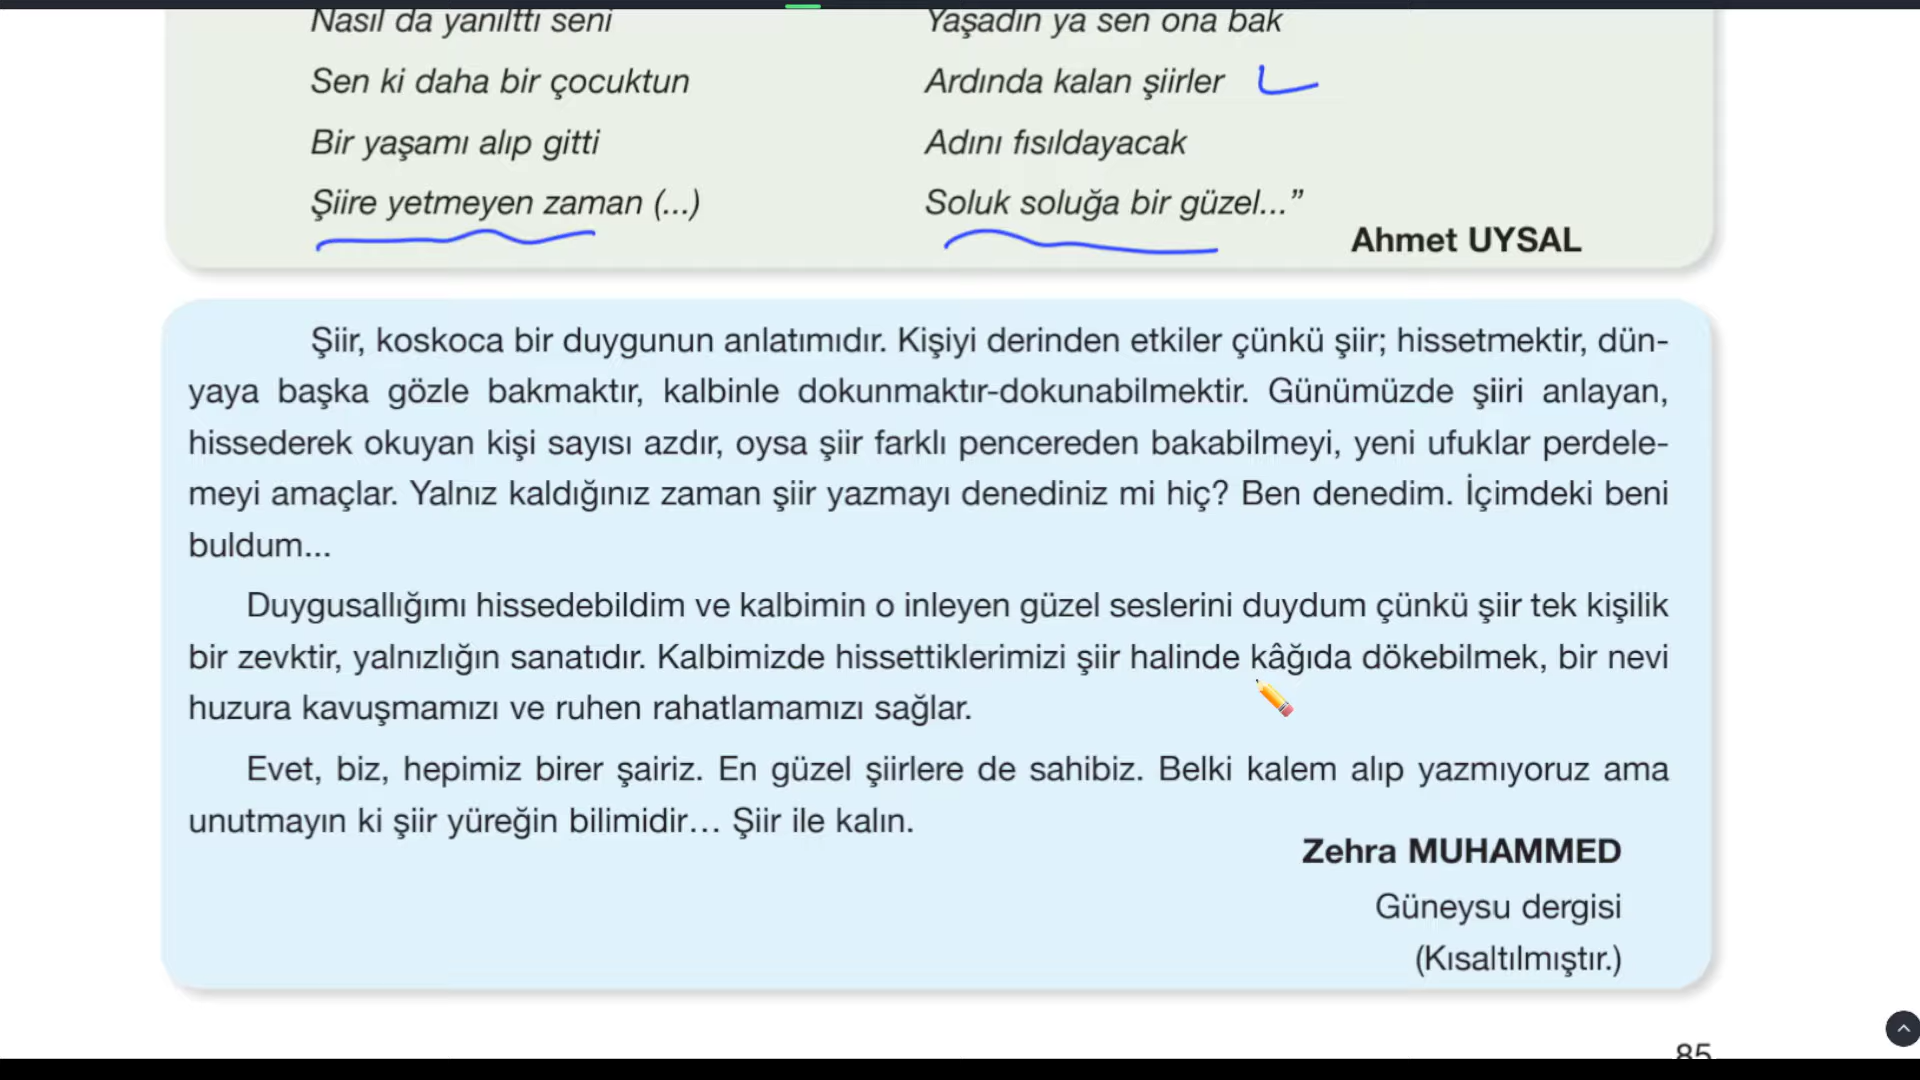 Nasıl da yanılttı seni
Sen ki daha bir çocuktun
Bir yaşamı alıp gitti
Şiire yetmeyen zaman (...)
Yaşadın ya sen ona bak
Ardında kalan şiirler
Adını fısıldayacak
Soluk soluğa bir güzel...”
Ahmet UYSAL
Şiir, koskoca bir duygunun anlatımıdır. Kişiyi derinden etkiler çünkü şiir; hissetmektir, dün-
yaya başka gözle bakmaktır, kalbinle dokunmaktır-dokunabilmektir. Günümüzde şiiri anlayan,
hissederek okuyan kişi sayısı azdır, oysa şiir farklı pencereden bakabilmeyi, yeni ufuklar perdele-
meyi amaçlar. Yalnız kaldığınız zaman şiir yazmayı denediniz mi hiç? Ben denedim. İçimdeki beni
buldum...
Duygusallığımı hissedebildim ve kalbimin o inleyen güzel seslerini duydum çünkü şiir tek kişilik
bir zevktir, yalnızlığın sanatıdır. Kalbimizde hissettiklerimizi şiir halinde kâğıda dökebilmek, bir nevi
huzura kavuşmamızı ve ruhen rahatlamamızı sağlar.
Evet, biz, hepimiz birer şairiz. En güzel şiirlere de sahibiz. Belki kalem alıp yazmıyoruz ama
unutmayın ki şiir yüreğin bilimidir... Şiir ile kalın.
Zehra MUHAMMED
Güneysu dergisi
(Kısaltılmıştır.)
85